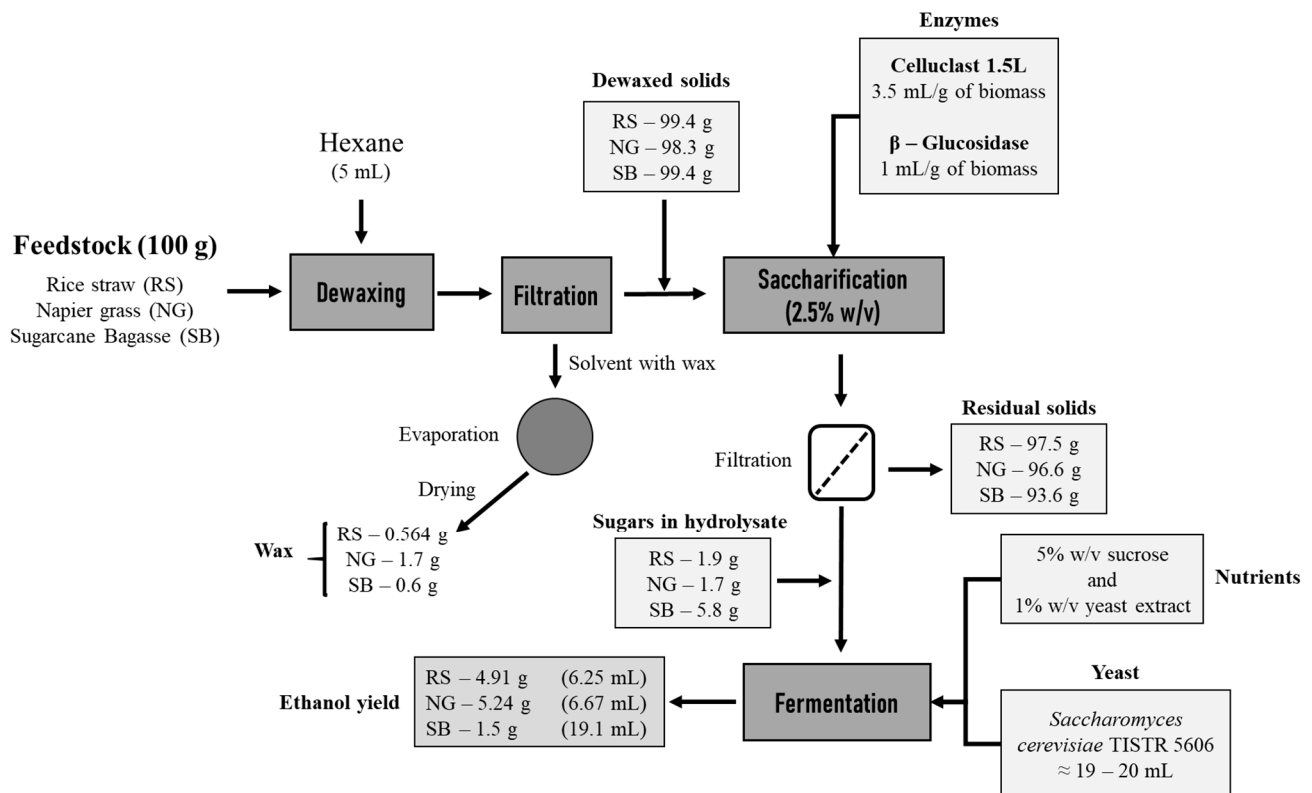 Enzymes
Celluclast 1.5L
3.5 mL/g of biomass
β – Glucosidase
1 mL/g of biomass
Dewaxed solids
RS – 99.4 g
NG – 98.3 g
SB – 99.4 g
Hexane
(5 mL)
Feedstock (100 g)
Rice straw (RS)
Napier grass (NG)
Sugarcane Bagasse (SB)
Dewaxing
Filtration
Saccharification
(2.5% w/v)
Solvent with wax
Evaporation
Drying
Wax
RS – 0.564 g
NG – 1.7 g
SB – 0.6 g
Filtration
Residual solids
RS – 97.5 g
NG – 96.6 g
SB – 93.6 g
Sugars in hydrolysate
RS – 1.9 g
NG – 1.7 g
SB – 5.8 g
5% w/v sucrose
and
1% w/v yeast extract
Nutrients
Yeast
Saccharomyces
cerevisiae TISTR 5606
≈ 19 – 20 mL
Fermentation
Ethanol yield
RS – 4.91 g (6.25 mL)
NG – 5.24 g (6.67 mL)
SB – 1.5 g (19.1 mL)